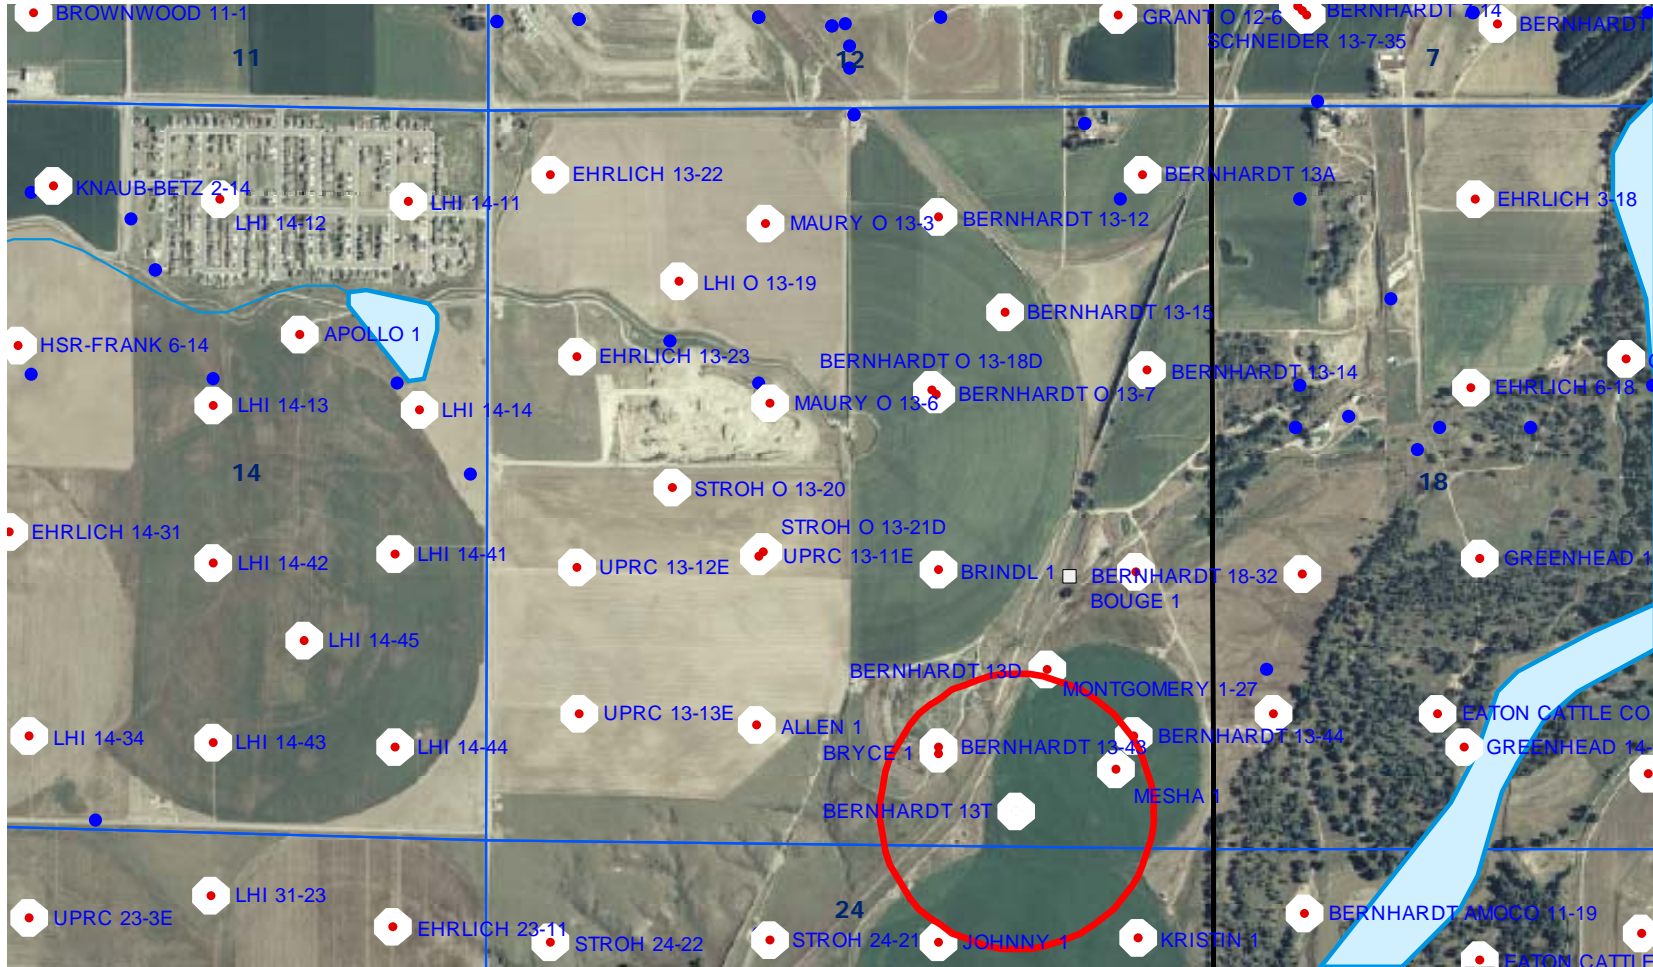 BROWNWOOD 11-1
GRANT O 12-6
BERNHARDT 7-14
BERNHARDT
SCHNEIDER 13-7-35
11
12
7
KNAUB-BETZ 2-14
LHI 14-12
LHI 14-11
EHRLICH 13-22
MAURY O 13-3
BERNHARDT 13-12
BERNHARDT 13A
EHRLICH 3-18
LHI O 13-19
BERNHARDT 13-15
HSR-FRANK 6-14
APOLLO 1
EHRLICH 13-23
BERNHARDT O 13-18D
BERNHARDT O 13-7
BERNHARDT 13-14
EHRLICH 6-18
LHI 14-13
LHI 14-14
MAURY O 13-6
14
18
STROH O 13-20
STROH O 13-21D
EHRLICH 14-31
LHI 14-42
LHI 14-41
UPRC 13-12E
UPRC 13-11E
BRINDL 1
BERNHARDT 18-32
BOUGE 1
GREENHEAD 1
LHI 14-45
BERNHARDT 13D
MONTGOMERY 1-27
LHI 14-34
LHI 14-43
LHI 14-44
UPRC 13-13E
ALLEN 1
BRYCE 1
BERNHARDT 13-43
BERNHARDT 13-44
EATON CATTLE CO
GREENHEAD 14-
MESHA 1
BERNHARDT 13T
LHI 31-23
UPRC 23-3E
EHRLICH 23-11
STROH 24-22
24
STROH 24-21
JOHNNY 1
KRISTIN 1
BERNHARDT AMOCO 11-19
EATON CATTLE